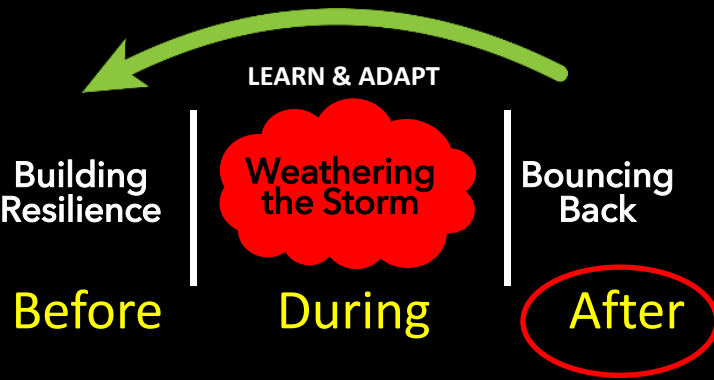 LEARN & ADAPT
Building
Resilience
Weathering
the Storm
Bouncing
Back
Before
During
After